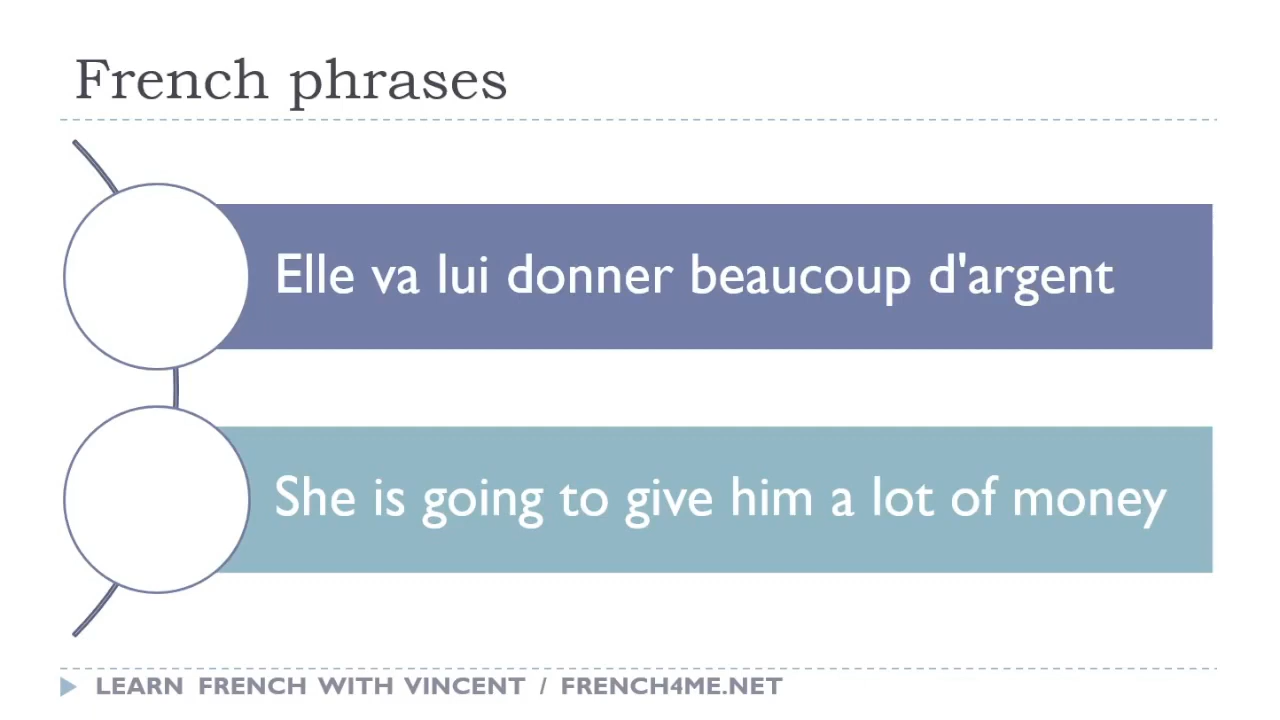 French phrases
Elle va lui donner beaucoup d'argent
She is going to give him a lot of money
LEARN FRENCH WITH VINCENT / FRENCH4ME.NET